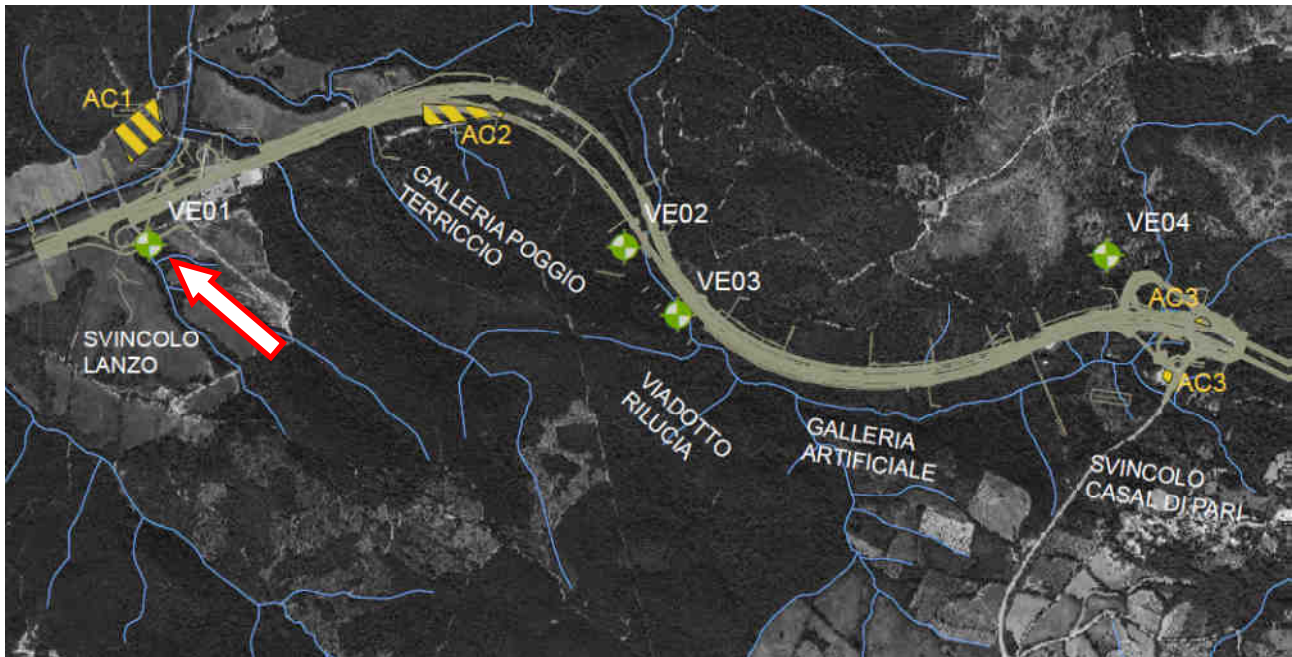 AC1
AC2
VE01
GALLERIA POGGIO
TERRICCIO
VE02
VE04
VE03
AC3
SVINCOLO
LANZO
VIADOTTO
RILUCIA
AC3
GALLERIA
ARTIFICIALE
SVINCOLO
CASAL DI PARI